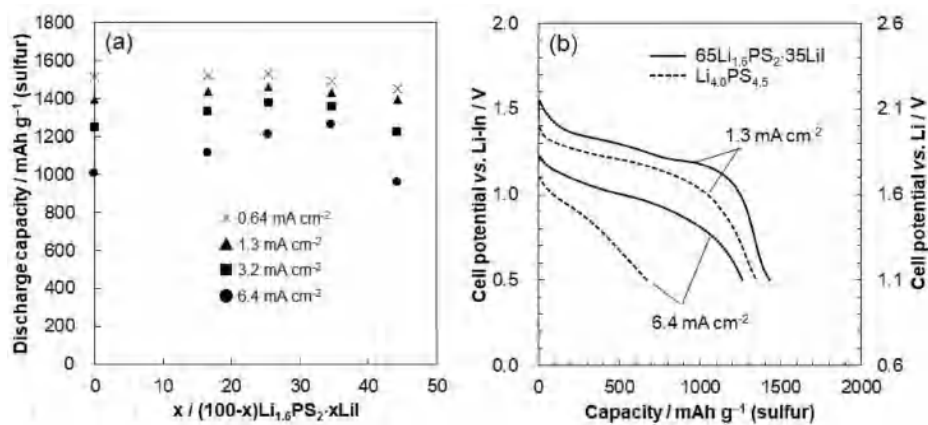 (a)
Discharge capacity / mAh g⁻¹ (sulfur)
1800
1600
1400
1200
1000
800
600
400
200
0
0.64 mA cm⁻²
1.3 mA cm⁻²
3.2 mA cm⁻²
6.4 mA cm⁻²
0 10 20 30 40 50
x / (100-x)Li₁.₆PS₂·xLiI
(b)
Cell potential vs. Li-In / V
2.0
1.5
1.0
0.5
0.0
65Li₁.₆PS₂·35LiI
Li₄.₀PS₄.₅
1.3 mA cm⁻²
6.4 mA cm⁻²
2.6
2.1
1.6
1.1
0.6
Cell potential vs. Li / V
0 500 1000 1500 2000
Capacity / mAh g⁻¹ (sulfur)